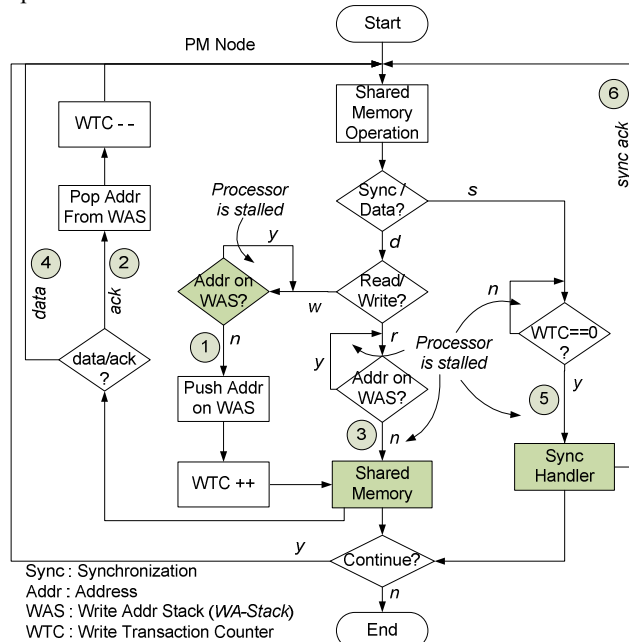 Start
PM Node
6
sync ack
Shared
Memory
Operation
WTC - -
Processor
is stalled
Sync /
Data?
s
Pop Addr
From WAS
y
d
4
data
2
ack
Addr on
WAS?
w
Read/
Write?
n
1
n
r
y
Processor
is stalled
WTC==0
?
data/ack
?
Push Addr
on WAS
Addr on
WAS?
y
5
3
n
WTC ++
Shared
Memory
Sync
Handler
y
Continue?
n
End
Sync : Synchronization
Addr : Address
WAS : Write Addr Stack (WA-Stack)
WTC : Write Transaction Counter